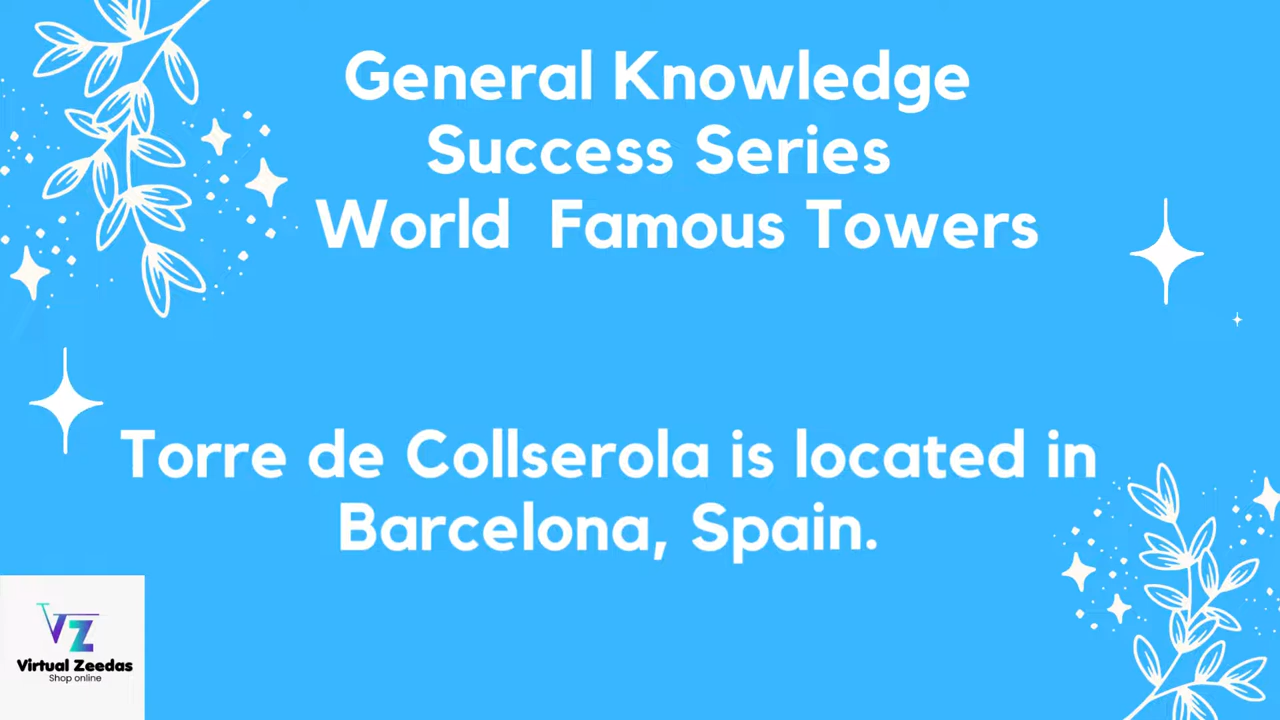 General Knowledge
Success Series
World Famous Towers
Torre de Collserola is located in
Barcelona, Spain.
VZ
Virtual Zeedas
Shop online